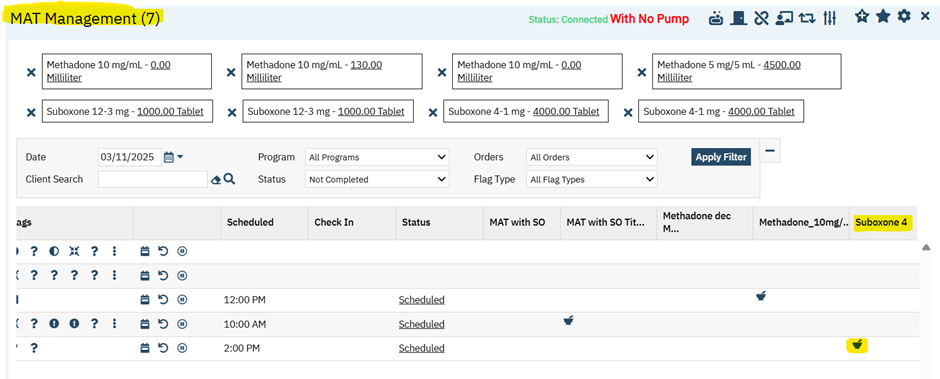 MAT Management (7)
Status: Connected With No Pump
Methadone 10 mg/mL - 0.00 Milliliter
Methadone 10 mg/mL - 130.00 Milliliter
Methadone 10 mg/mL - 0.00 Milliliter
Methadone 5 mg/5 mL - 4500.00 Milliliter
Suboxone 12-3 mg - 1000.00 Tablet
Suboxone 12-3 mg - 1000.00 Tablet
Suboxone 4-1 mg - 4000.00 Tablet
Suboxone 4-1 mg - 4000.00 Tablet
Date 03/11/2025 Program All Programs Orders All Orders Apply Filter
Client Search Status Not Completed Flag Type All Flag Types
ags Scheduled Check In Status MAT with SO MAT with SO Tit... Methadone dec M... Methadone_10mg/... Suboxone 4
12:00 PM Scheduled
10:00 AM Scheduled
2:00 PM Scheduled